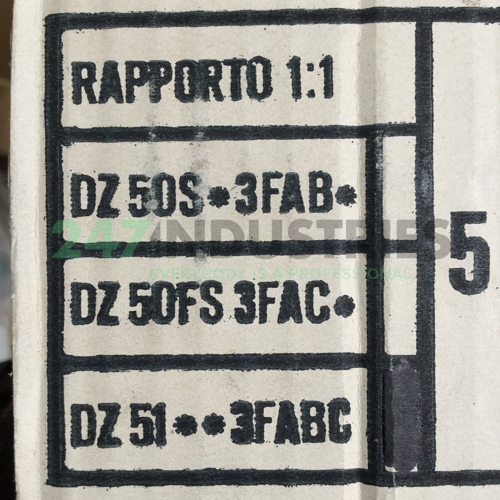 RAPPORTO 1:1
DZ 50S*3FAB*
247INDUSTRIES
EVERYBODY IS A PROFESSIONAL
DZ 50FS 3FAC*
5
DZ 51**3FABC